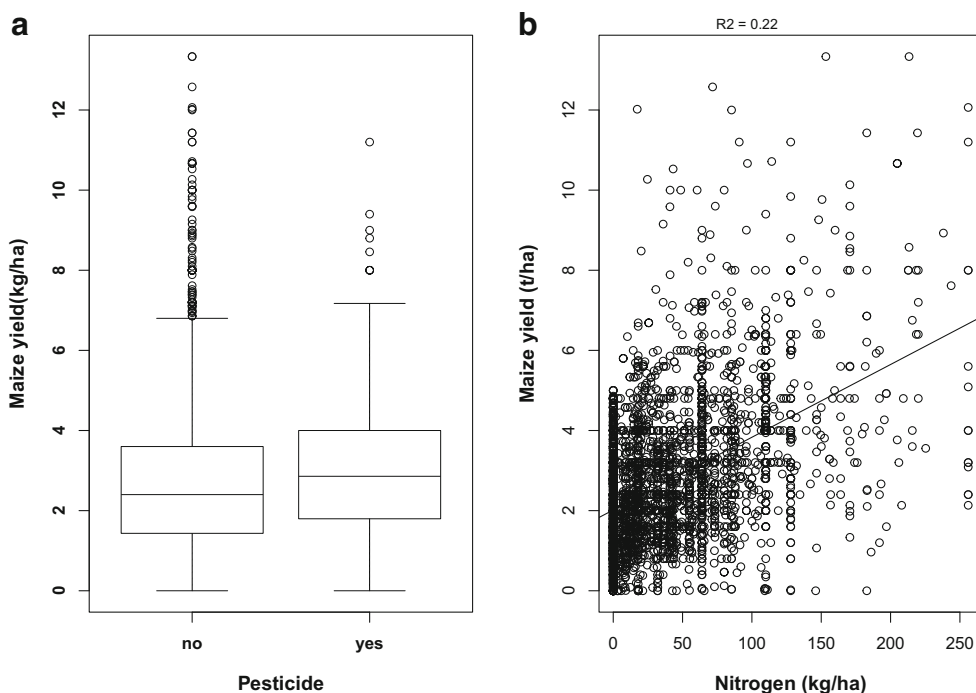 a
Maize yield(kg/ha)
12
10
8
6
4
2
0
no yes
Pesticide
b
R2 = 0.22
Maize yield (t/ha)
12
10
8
6
4
2
0
0 50 100 150 200 250
Nitrogen (kg/ha)